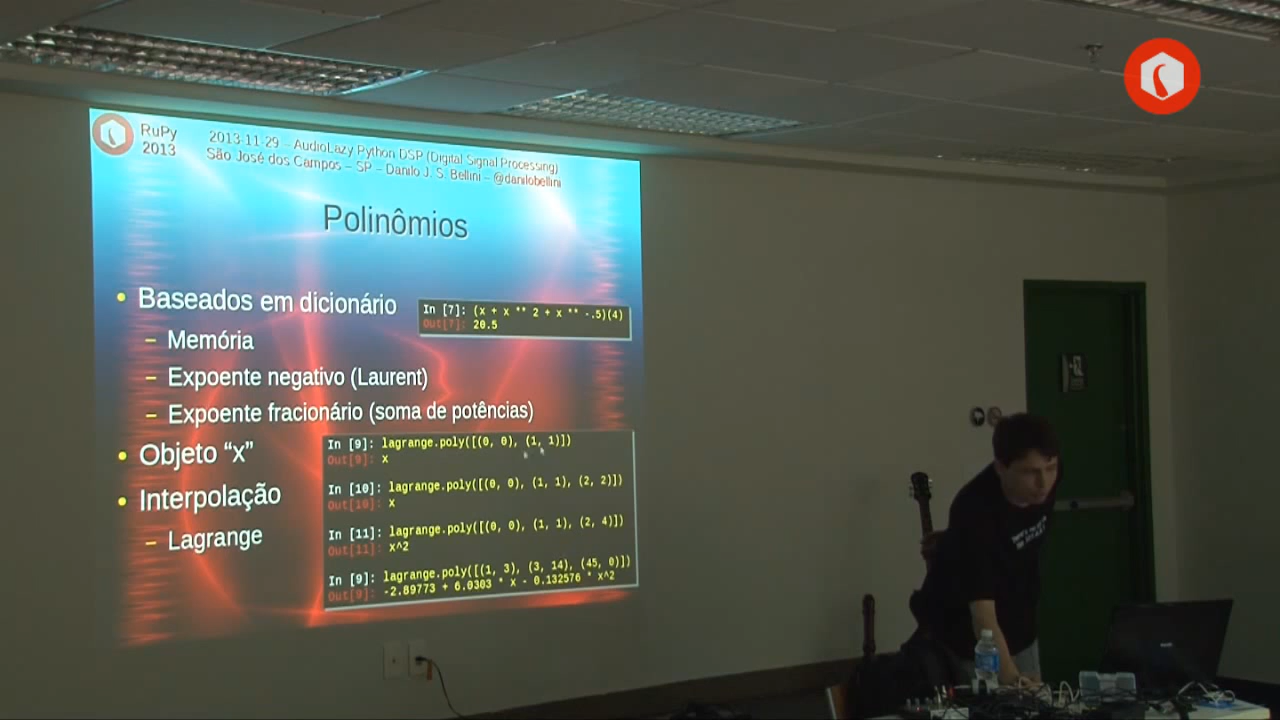 RuPy
2013
2013-11-29 – AudioLazy Python DSP (Digital Signal Processing)
São José dos Campos – SP – Danilo J. S. Bellini – @danilobellini
Polinômios
• Baseados em dicionário
– Memória
– Expoente negativo (Laurent)
– Expoente fracionário (soma de potências)
• Objeto “x”
• Interpolação
– Lagrange
In [7]: (x + x ** 2 + x ** -.5)(4)
Out[7]: 20.5
In [9]: lagrange.poly([(0, 0), (1, 1)])
Out[9]: x
In [10]: lagrange.poly([(0, 0), (1, 1), (2, 2)])
Out[10]: x
In [11]: lagrange.poly([(0, 0), (1, 1), (2, 4)])
Out[11]: x^2
In [9]: lagrange.poly([(1, 3), (3, 14), (45, 0)])
Out[9]: -2.89773 + 6.0303 * x - 0.132576 * x^2